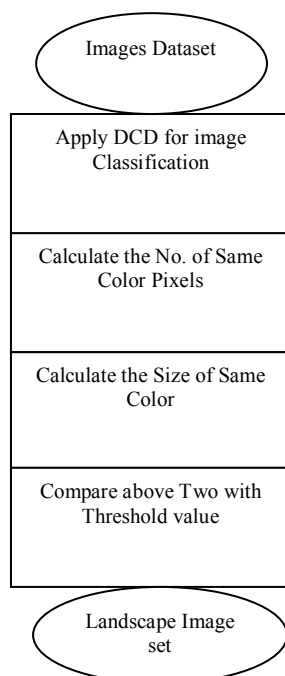 Images Dataset
Apply DCD for image
Classification
Calculate the No. of Same
Color Pixels
Calculate the Size of Same
Color
Compare above Two with
Threshold value
Landscape Image
set